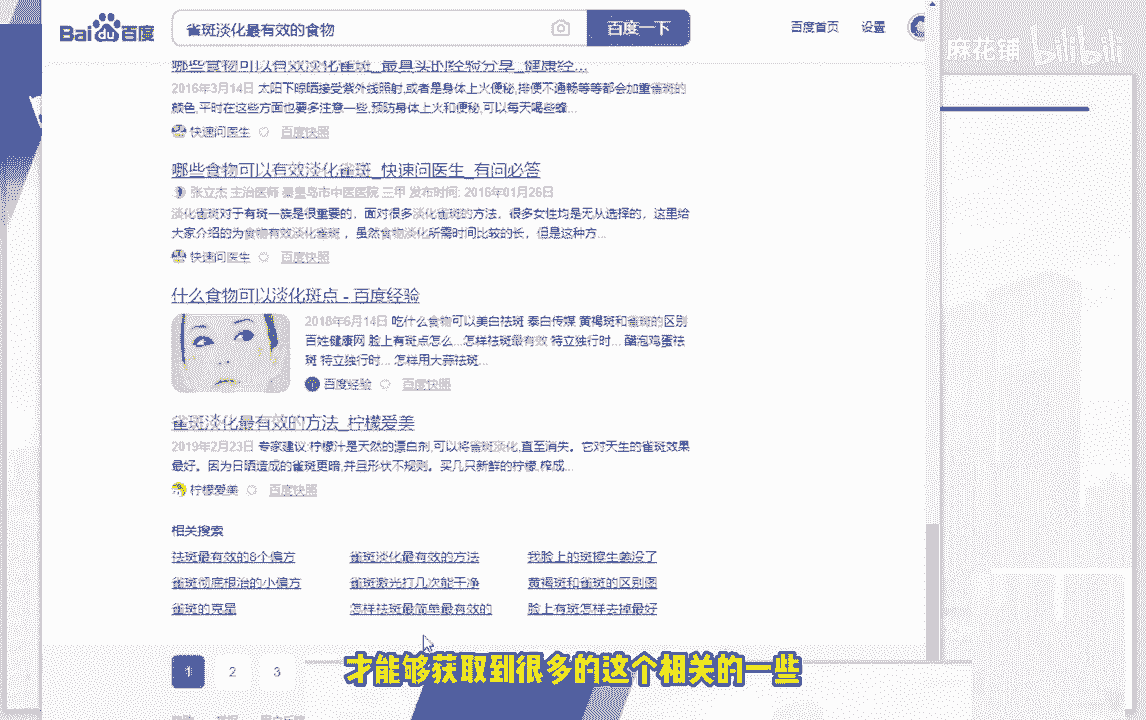 Bai百度
雀斑淡化最有效的食物
百度一下
百度首页 设置
麻花铺 bilibili
哪些食物可以有效淡化雀斑_最具实的经验分享_健康经...
2016年3月14日 太阳下晾晒接受紫外线照射,或者是身体上火便秘,排便不通畅等等都会加重雀斑的
颜色,平时在这些方面也要多注意一些,预防身体上火和便秘,可以每天喝些蜂...
快速问医生 百度快照
哪些食物可以有效淡化雀斑_快速问医生_有问必答
张立杰 主治医师 秦皇岛市中医医院 三甲 发布时间: 2016年01月26日
淡化雀斑对于有斑一族是很重要的，面对很多淡化雀斑的方法，很多女性均是无从选择的，这里给
大家介绍的为食物有效淡化雀斑 ，虽然食物淡化所需时间比较的长，但是这种方...
快速问医生 百度快照
什么食物可以淡化斑点 - 百度经验
2018年6月14日 吃什么食物可以美白祛斑 泰白传媒 黄褐斑和雀斑的区别
百姓健康网 脸上有斑点怎么...怎样祛斑最有效 特立独行时... 醋泡鸡蛋祛
斑 特立独行时... 怎样用大蒜祛斑...
百度经验 百度快照
雀斑淡化最有效的方法_柠檬爱美
2019年2月23日 专家建议:柠檬汁是天然的漂白剂,可以将雀斑淡化,直至消失。它对天生的雀斑效果
最好。因为日晒造成的雀斑更暗,并且形状不规则。买几只新鲜的柠檬,榨成...
柠檬爱美 百度快照
相关搜索
祛斑最有效的8个偏方 雀斑淡化最有效的方法 我脸上的斑擦生姜没了
雀斑彻底根治的小偏方 雀斑激光打几次能干净 黄褐斑和雀斑的区别图
雀斑的克星 怎样祛斑最简单最有效的 脸上有斑怎样去掉最好
1 2 3
才能够获取到很多的这个相关的一些